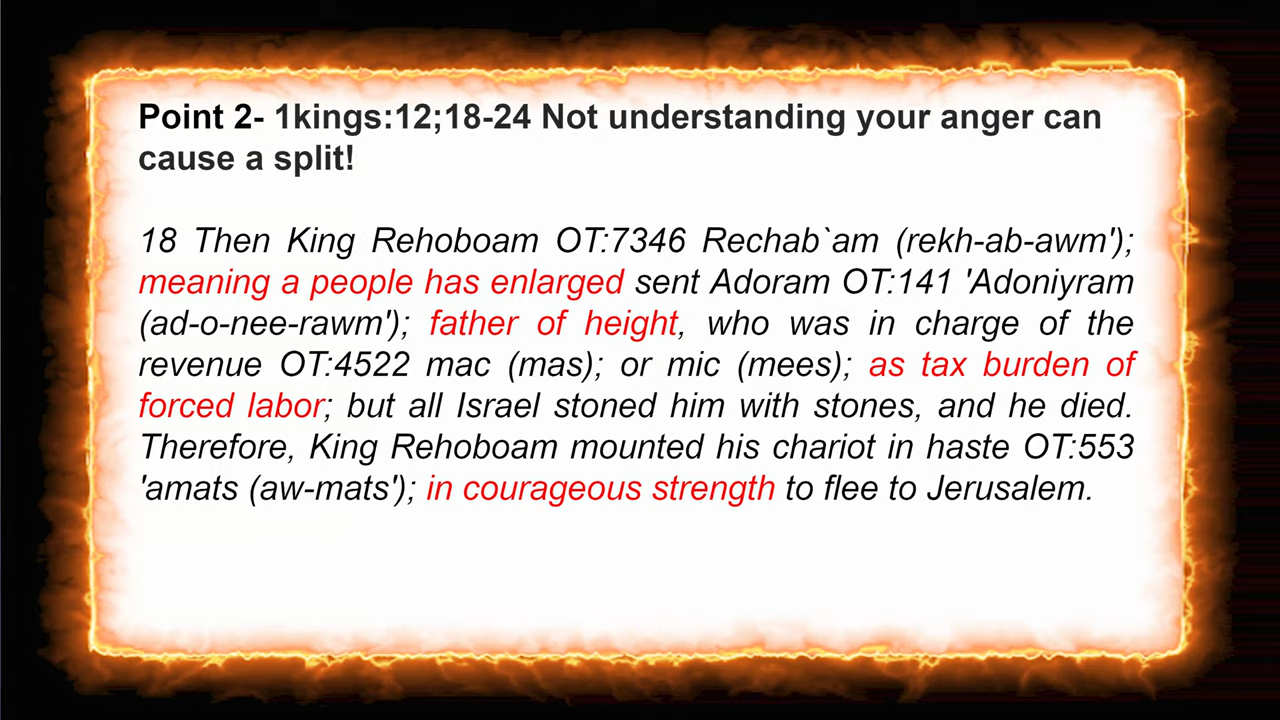 Point 2- 1kings:12;18-24 Not understanding your anger can
cause a split!
18 Then King Rehoboam OT:7346 Rechab`am (rekh-ab-awm');
meaning a people has enlarged sent Adoram OT:141 'Adoniyram
(ad-o-nee-rawm'); father of height, who was in charge of the
revenue OT:4522 mac (mas); or mic (mees); as tax burden of
forced labor; but all Israel stoned him with stones, and he died.
Therefore, King Rehoboam mounted his chariot in haste OT:553
'amats (aw-mats'); in courageous strength to flee to Jerusalem.